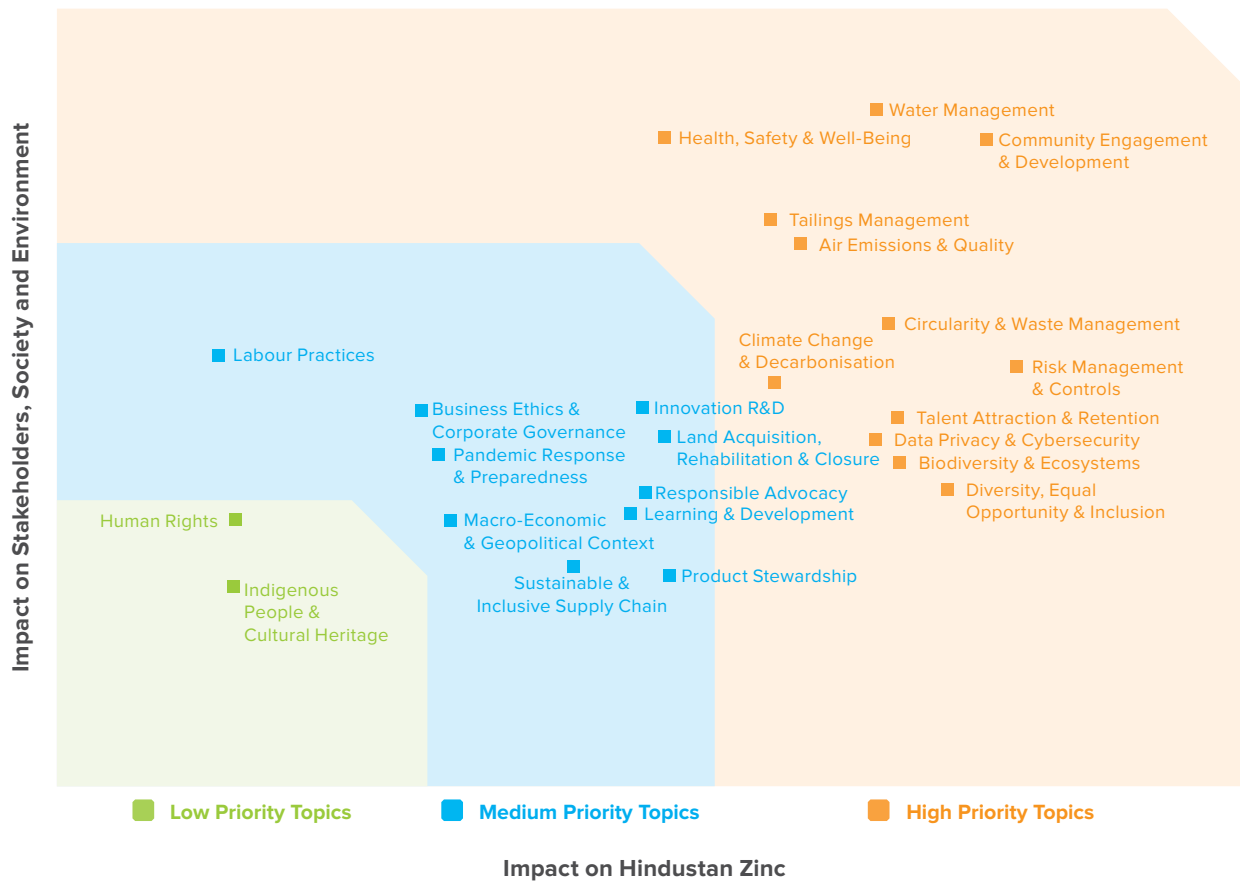 Impact on Stakeholders, Society and Environment
Water Management
Health, Safety & Well-Being
Community Engagement
& Development
Tailings Management
Air Emissions & Quality
Circularity & Waste Management
Climate Change
& Decarbonisation
Labour Practices
Risk Management
& Controls
Business Ethics &
Corporate Governance
Innovation R&D
Talent Attraction & Retention
Land Acquisition,
Rehabilitation & Closure
Data Privacy & Cybersecurity
Pandemic Response
& Preparedness
Biodiversity & Ecosystems
Responsible Advocacy
Diversity, Equal
Opportunity & Inclusion
Learning & Development
Human Rights
Macro-Economic
& Geopolitical Context
Sustainable &
Inclusive Supply Chain
Product Stewardship
Indigenous
People &
Cultural Heritage
Low Priority Topics
Medium Priority Topics
High Priority Topics
Impact on Hindustan Zinc